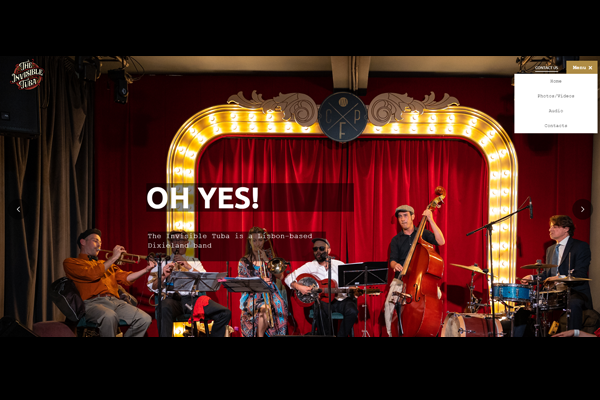 THE
INVISIBLE
TUBA
CONTACT US
Menu ×
Home
Photos/Videos
Audio
Contacts
C P
E
OH YES!
The Invisible Tuba is a Lisbon-based
Dixieland band